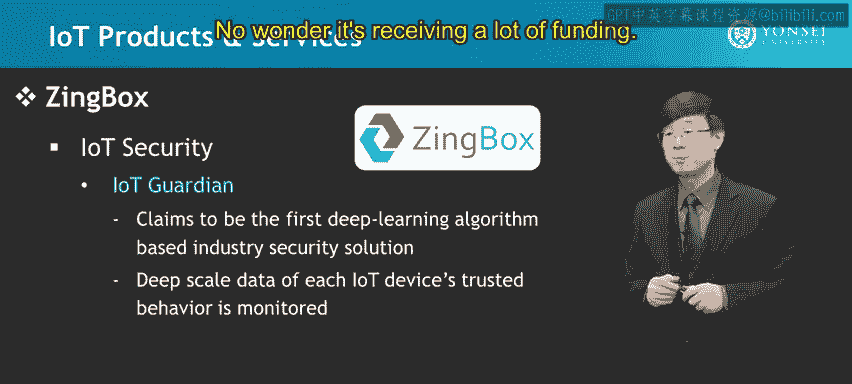 GPT中英字幕课程资源@bilibili.com
IoT Products & Services
No wonder it's receiving a lot of funding.
YONSEI
UNIVERSITY
❖ ZingBox
ZingBox
▪ IoT Security
• IoT Guardian
- Claims to be the first deep-learning algorithm
based industry security solution
- Deep scale data of each IoT device's trusted
behavior is monitored